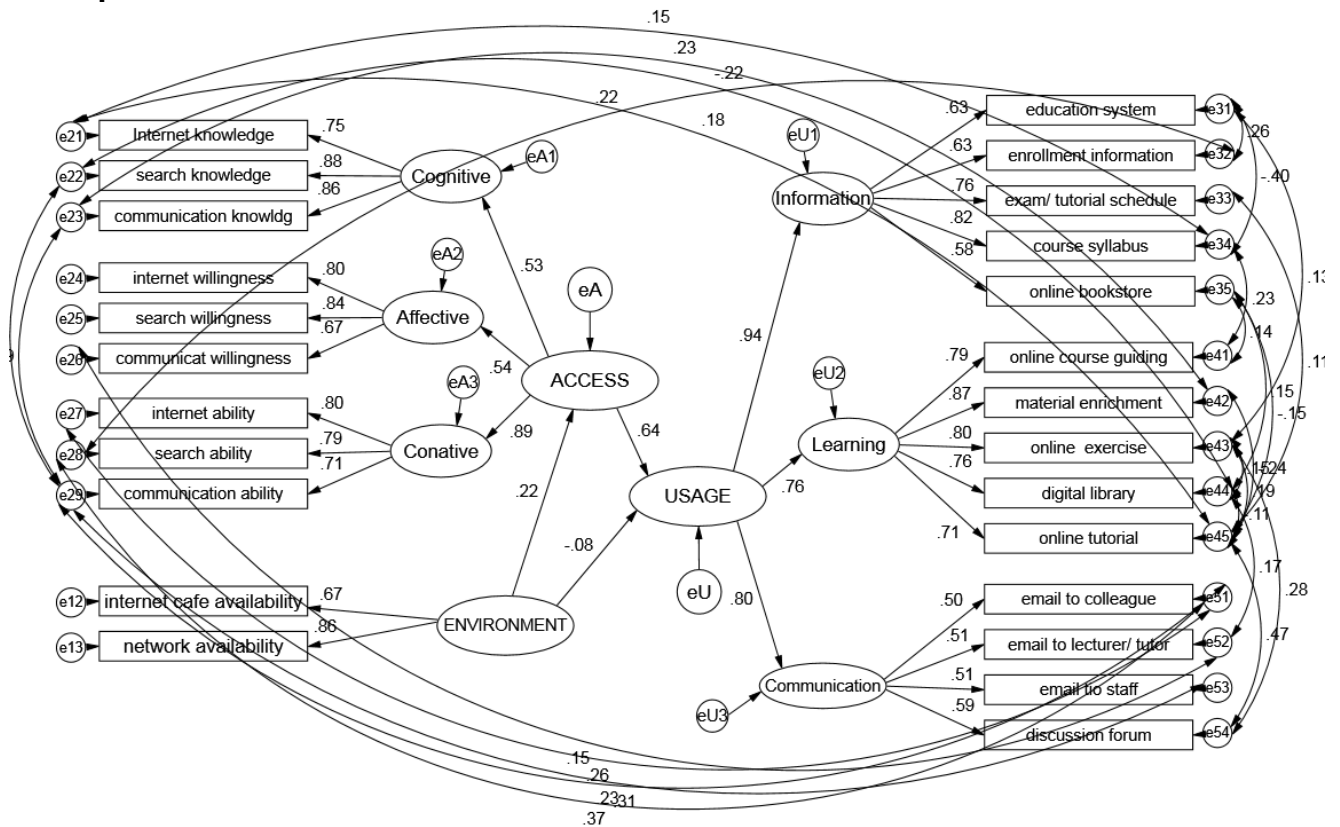 .15
.23
-.22
.22
.18
e21
Internet knowledge
.75
e22
search knowledge
.88
e23
communication knowldg
.86
Cognitive
eA1
e24
internet willingness
.80
e25
search willingness
.84
e26
communicat willingness
.67
Affective
eA2
e27
internet ability
.80
e28
search ability
.79
e29
communication ability
.71
Conative
eA3
.53
.54
.89
ACCESS
eA
.22
.64
-.08
e12
internet cafe availability
.67
e13
network availability
.86
ENVIRONMENT
USAGE
eU
.94
.76
.80
Information
eU1
.63
education system
e31
.63
enrollment information
e32
.76
exam/ tutorial schedule
e33
.82
course syllabus
e34
.58
online bookstore
e35
Learning
eU2
.79
online course guiding
e41
.87
material enrichment
e42
.80
online exercise
e43
.76
digital library
e44
.71
online tutorial
e45
Communication
eU3
.50
email to colleague
e51
.51
email to lecturer/ tutor
e52
.51
email tio staff
e53
.59
discussion forum
e54
.26
-.40
.13
.23
.14
.11
.15
-.15
.15
.24
.19
-.11
.17
.28
.47
.15
.26
.23
.31
.37